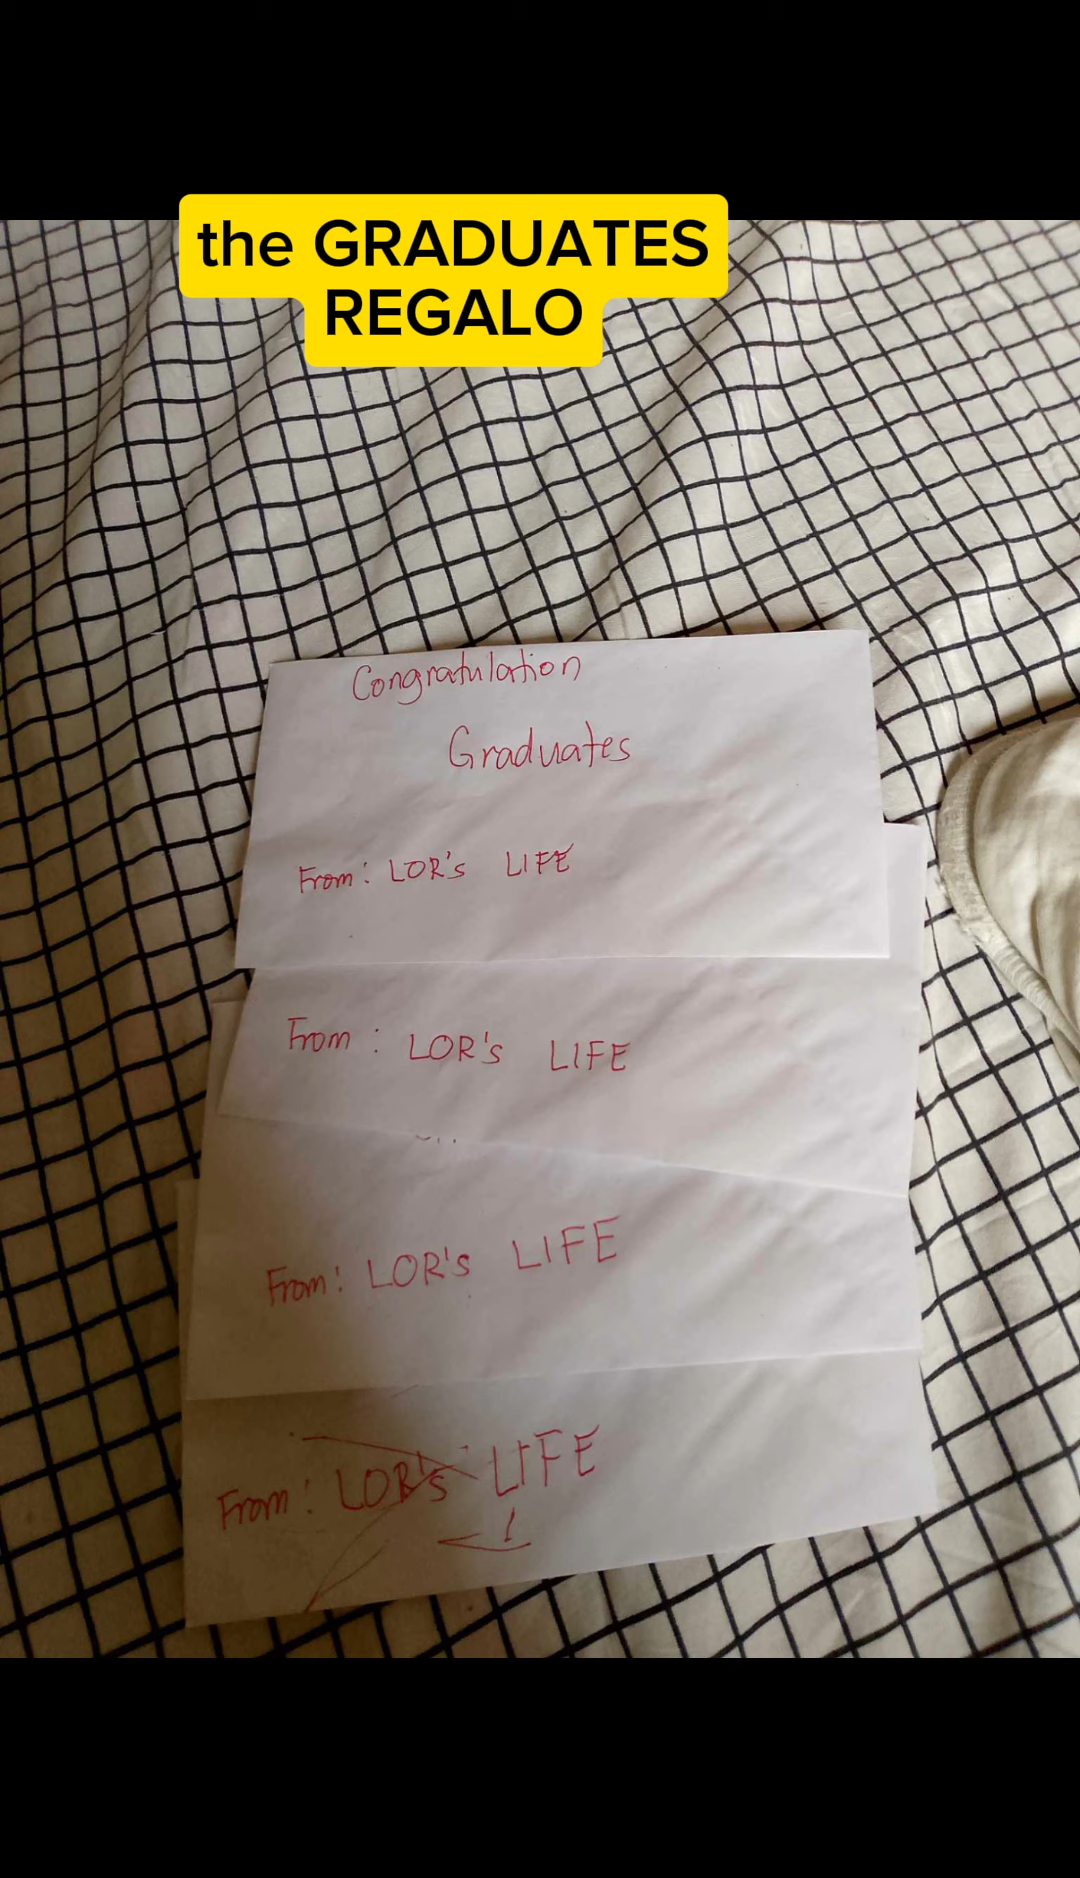 the GRADUATES
REGALO
Congratulation
Graduates
From: LOR's LIFE
From: LOR's LIFE
From: LOR's LIFE
From: LOR's LIFE